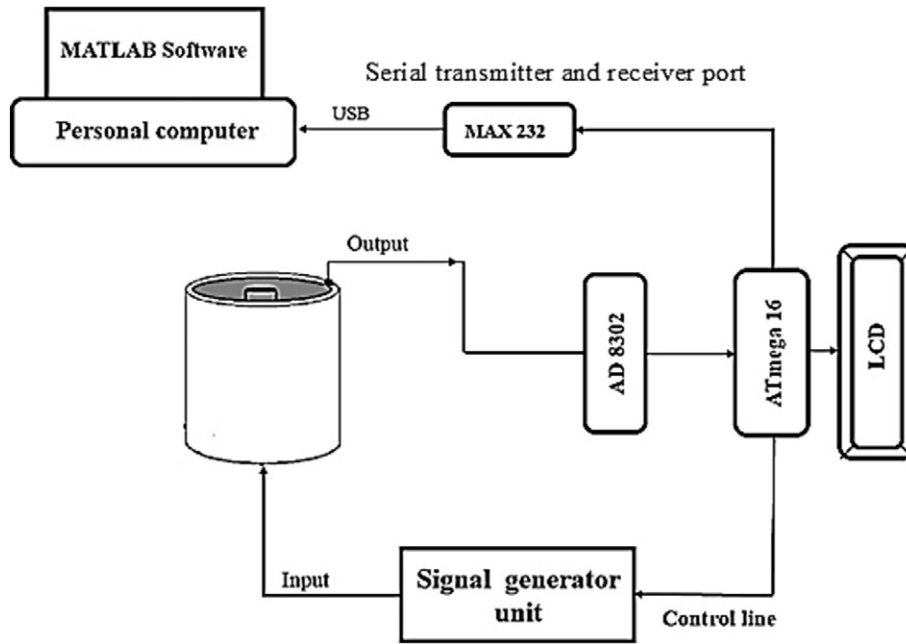 MATLAB Software
Personal computer
Serial transmitter and receiver port
USB
MAX 232
Output
AD 8302
ATmega 16
LCD
Input
Signal generator
unit
Control line